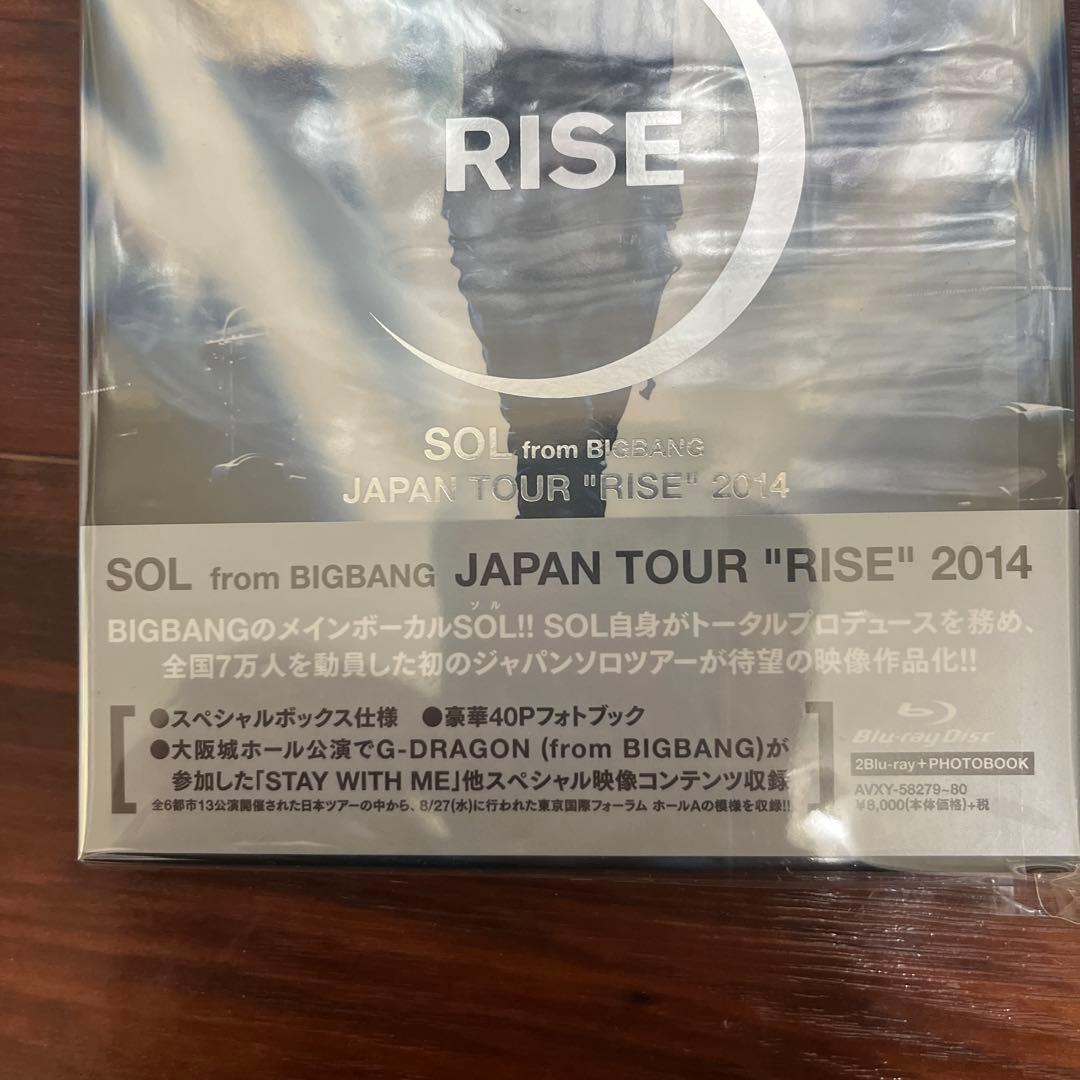 RISE
SOL from BIGBANG
JAPAN TOUR "RISE" 2014
SOL from BIGBANG JAPAN TOUR "RISE" 2014
ソル
BIGBANGのメインボーカルSOL!! SOL自身がトータルプロデュースを務め、
全国7万人を動員した初のジャパンソロツアーが待望の映像作品化!!
●スペシャルボックス仕様 ●豪華40Pフォトブック
●大阪城ホール公演でG-DRAGON (from BIGBANG)が
参加した「STAY WITH ME」他スペシャル映像コンテンツ収録
全6都市13公演開催された日本ツアーの中から、8/27(水)に行われた東京国際フォーラム ホールAの模様を収録!!
Blu-ray Disc
2Blu-ray+PHOTOBOOK
AVXY-58279~80
¥8,000(本体価格)+税